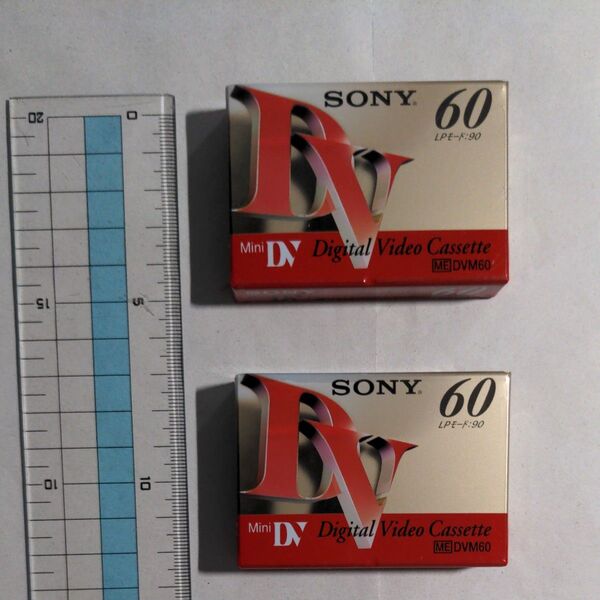 20 0
15 5
10 10
DV
SONY
60
LPモード:90
Mini DV Digital Video Cassette
ME DVM60
60
DV
SONY
60
LPモード:90
Mini DV Digital Video Cassette
ME DVM60